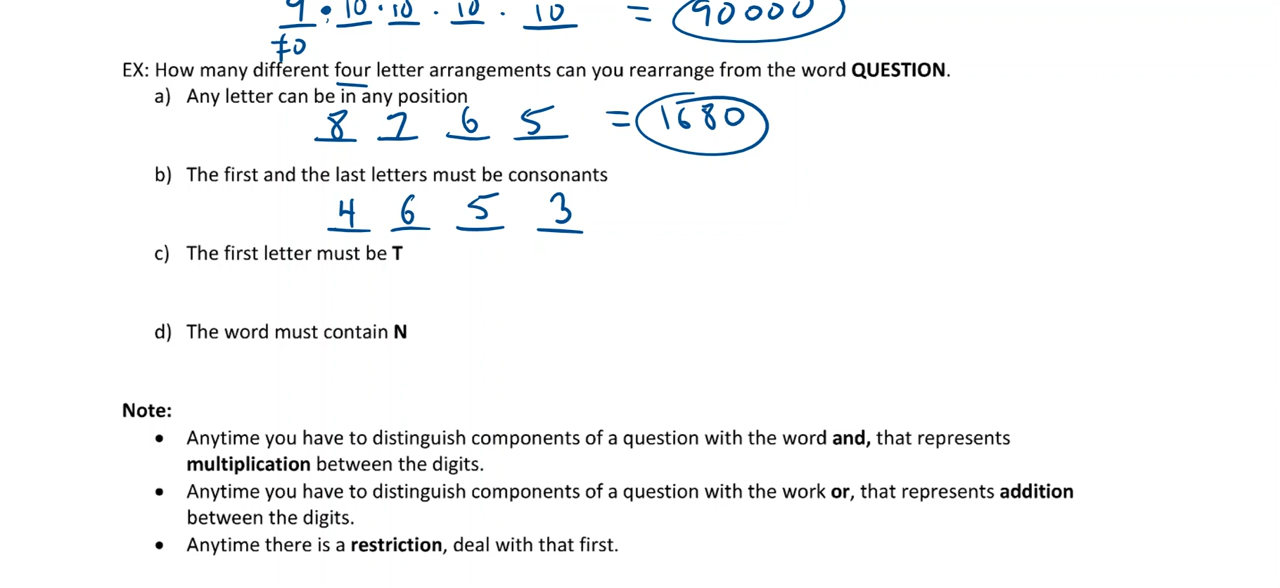 9 · 10 · 10 · 10 · 10 = 90000
≠0
EX: How many different four letter arrangements can you rearrange from the word QUESTION.
a) Any letter can be in any position
8 7 6 5 = 1680
b) The first and the last letters must be consonants
4 6 5 3
c) The first letter must be T
d) The word must contain N
Note:
• Anytime you have to distinguish components of a question with the word and, that represents
multiplication between the digits.
• Anytime you have to distinguish components of a question with the work or, that represents addition
between the digits.
• Anytime there is a restriction, deal with that first.